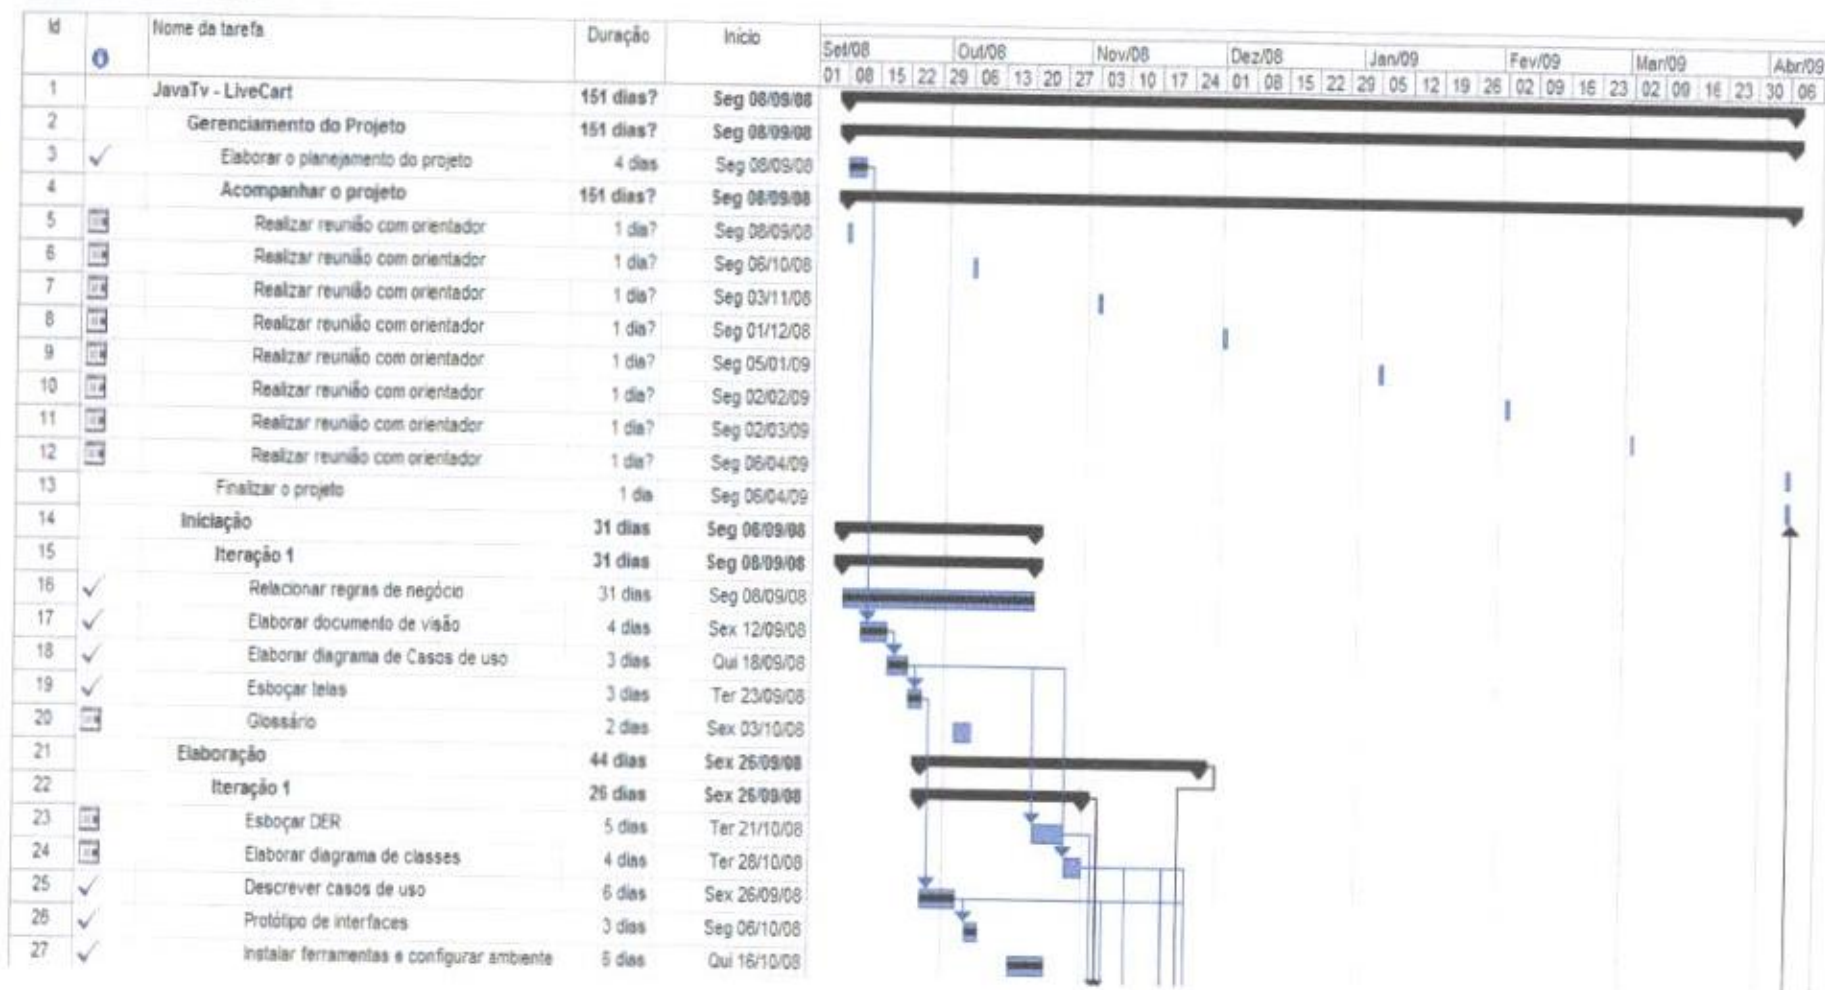 Id Nome da tarefa Duração Início
Set/08 Out/08 Nov/08 Dez/08 Jan/09 Fev/09 Mar/09 Abr/09
01 08 15 22 29 06 13 20 27 03 10 17 24 01 08 15 22 29 05 12 19 26 02 09 16 23 02 09 16 23 30 06
1 JavaTv - LiveCart 151 dias? Seg 08/09/08
2 Gerenciamento do Projeto 151 dias? Seg 08/09/08
3 Elaborar o planejamento do projeto 4 dias Seg 08/09/08
4 Acompanhar o projeto 151 dias? Seg 08/09/08
5 Realizar reunião com orientador 1 dia? Seg 08/09/08
6 Realizar reunião com orientador 1 dia? Seg 06/10/08
7 Realizar reunião com orientador 1 dia? Seg 03/11/08
8 Realizar reunião com orientador 1 dia? Seg 01/12/08
9 Realizar reunião com orientador 1 dia? Seg 05/01/09
10 Realizar reunião com orientador 1 dia? Seg 02/02/09
11 Realizar reunião com orientador 1 dia? Seg 02/03/09
12 Realizar reunião com orientador 1 dia? Seg 06/04/09
13 Finalizar o projeto 1 dia Seg 06/04/09
14 Iniciação 31 dias Seg 08/09/08
15 Iteração 1 31 dias Seg 08/09/08
16 Relacionar regras de negócio 31 dias Seg 08/09/08
17 Elaborar documento de visão 4 dias Sex 12/09/08
18 Elaborar diagrama de Casos de uso 3 dias Qui 18/09/08
19 Esboçar telas 3 dias Ter 23/09/08
20 Glossário 2 dias Sex 03/10/08
21 Elaboração 44 dias Sex 26/09/08
22 Iteração 1 26 dias Sex 26/09/08
23 Esboçar DER 5 dias Ter 21/10/08
24 Elaborar diagrama de classes 4 dias Ter 28/10/08
25 Descrever casos de uso 6 dias Sex 26/09/08
26 Protótipo de interfaces 3 dias Seg 06/10/08
27 Instalar ferramentas e configurar ambiente 6 dias Qui 16/10/08